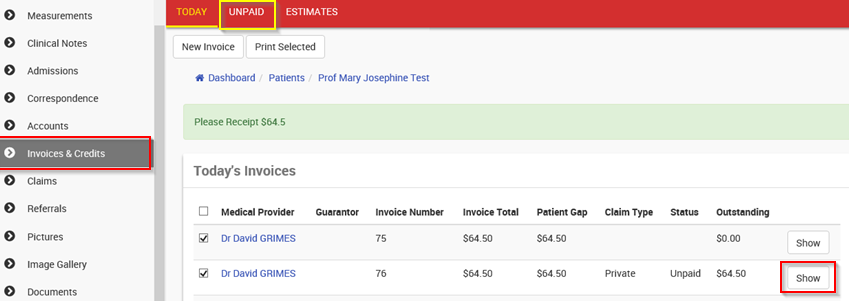 Measurements
Clinical Notes
Admissions
Correspondence
Accounts
Invoices & Credits
Claims
Referrals
Pictures
Image Gallery
Documents
TODAY UNPAID ESTIMATES
New Invoice Print Selected
Dashboard / Patients / Prof Mary Josephine Test
Please Receipt $64.5
Today's Invoices
Medical Provider Guarantor Invoice Number Invoice Total Patient Gap Claim Type Status Outstanding
Dr David GRIMES 75 $64.50 $64.50 $0.00 Show
Dr David GRIMES 76 $64.50 $64.50 Private Unpaid $64.50 Show